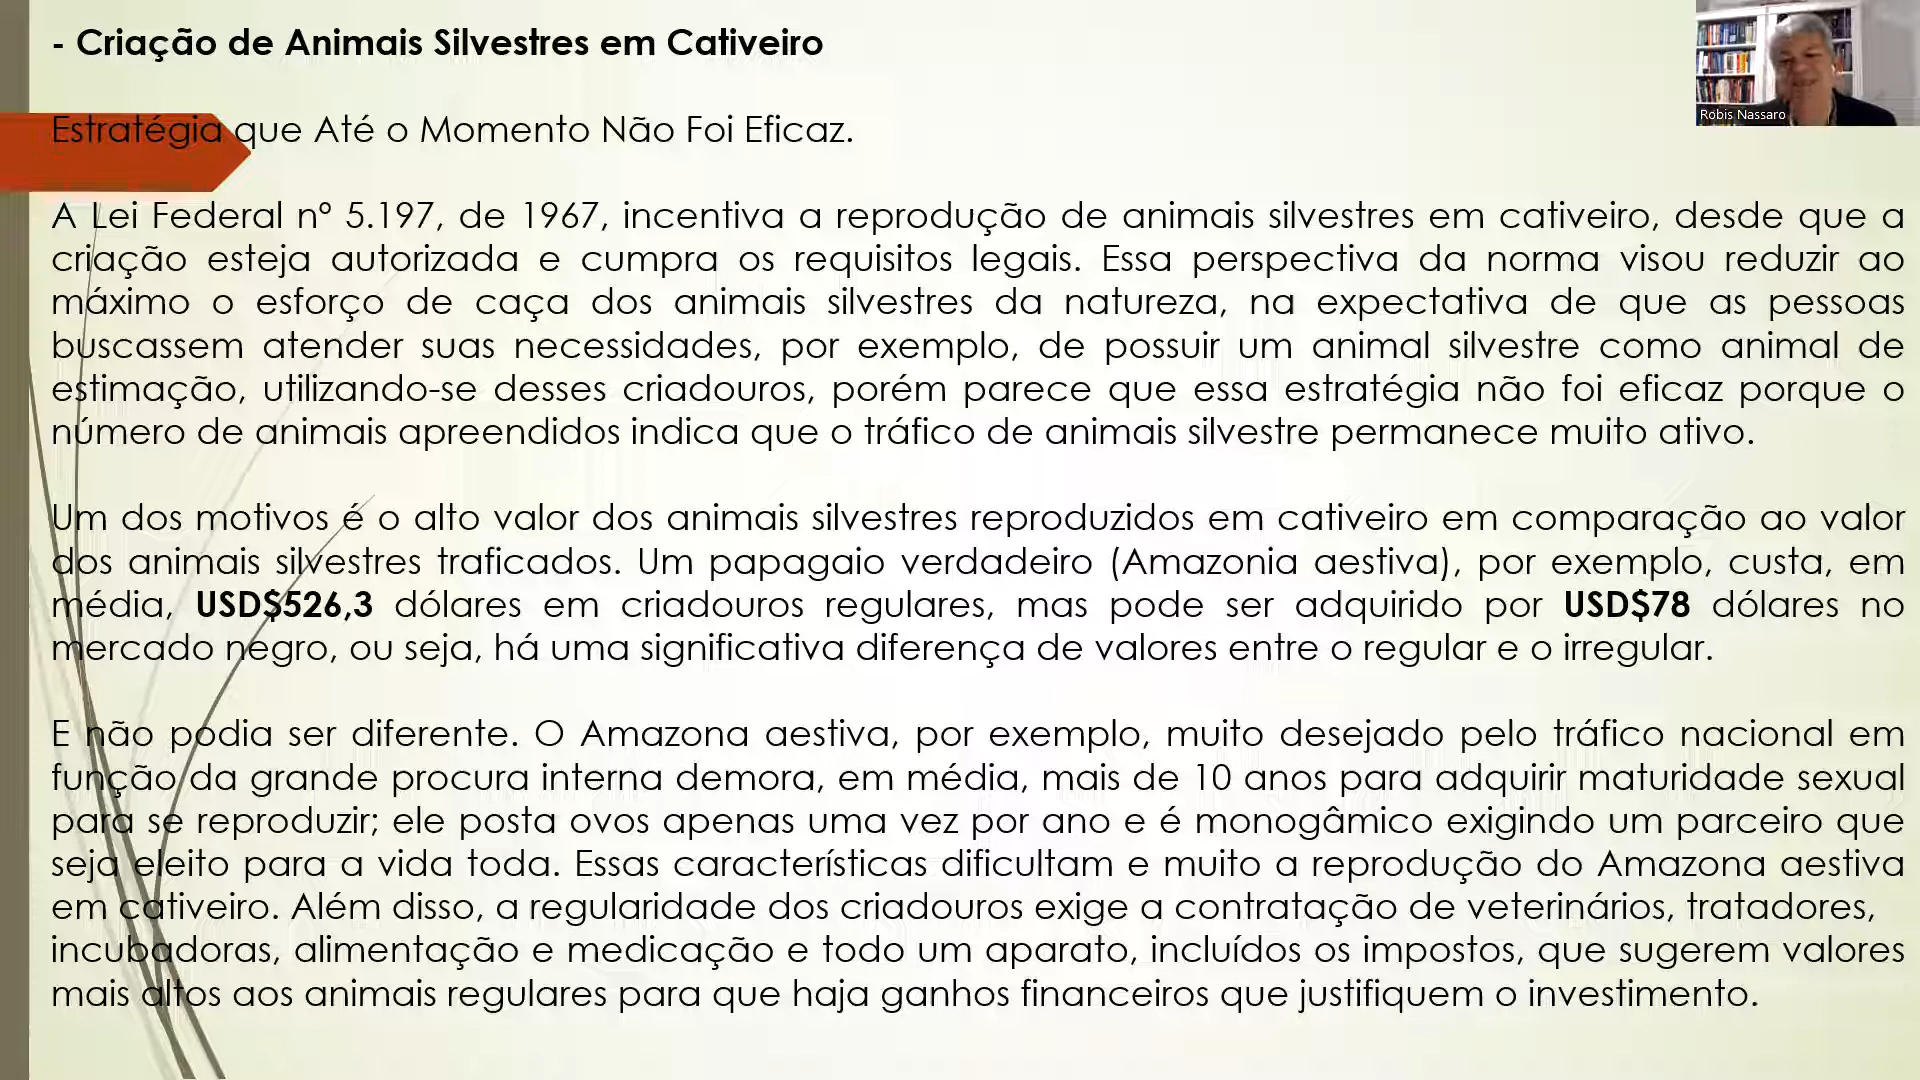 - Criação de Animais Silvestres em Cativeiro
Robis Nassaro
Estratégia que Até o Momento Não Foi Eficaz.
A Lei Federal nº 5.197, de 1967, incentiva a reprodução de animais silvestres em cativeiro, desde que a
criação esteja autorizada e cumpra os requisitos legais. Essa perspectiva da norma visou reduzir ao
máximo o esforço de caça dos animais silvestres da natureza, na expectativa de que as pessoas
buscassem atender suas necessidades, por exemplo, de possuir um animal silvestre como animal de
estimação, utilizando-se desses criadouros, porém parece que essa estratégia não foi eficaz porque o
número de animais apreendidos indica que o tráfico de animais silvestre permanece muito ativo.
Um dos motivos é o alto valor dos animais silvestres reproduzidos em cativeiro em comparação ao valor
dos animais silvestres traficados. Um papagaio verdadeiro (Amazonia aestiva), por exemplo, custa, em
média, USD$526,3 dólares em criadouros regulares, mas pode ser adquirido por USD$78 dólares no
mercado negro, ou seja, há uma significativa diferença de valores entre o regular e o irregular.
E não podia ser diferente. O Amazona aestiva, por exemplo, muito desejado pelo tráfico nacional em
função da grande procura interna demora, em média, mais de 10 anos para adquirir maturidade sexual
para se reproduzir; ele posta ovos apenas uma vez por ano e é monogâmico exigindo um parceiro que
seja eleito para a vida toda. Essas características dificultam e muito a reprodução do Amazona aestiva
em cativeiro. Além disso, a regularidade dos criadouros exige a contratação de veterinários, tratadores,
incubadoras, alimentação e medicação e todo um aparato, incluídos os impostos, que sugerem valores
mais altos aos animais regulares para que haja ganhos financeiros que justifiquem o investimento.